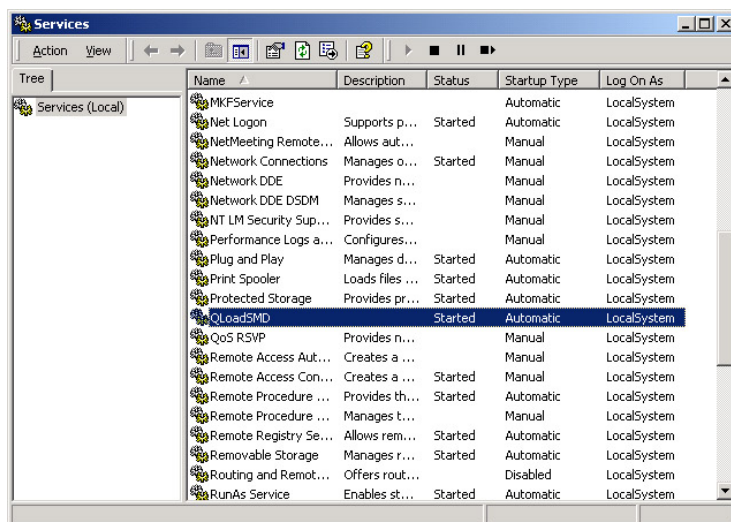 Services
Action View
Tree
Services (Local)
Name Description Status Startup Type Log On As
MKFService Automatic LocalSystem
Net Logon Supports p... Started Automatic LocalSystem
NetMeeting Remote... Allows aut... Manual LocalSystem
Network Connections Manages o... Started Manual LocalSystem
Network DDE Provides n... Manual LocalSystem
Network DDE DSDM Manages s... Manual LocalSystem
NT LM Security Sup... Provides s... Manual LocalSystem
Performance Logs a... Configures... Manual LocalSystem
Plug and Play Manages d... Started Automatic LocalSystem
Print Spooler Loads files ... Started Automatic LocalSystem
Protected Storage Provides pr... Started Automatic LocalSystem
QLoadSMD Started Automatic LocalSystem
QoS RSVP Provides n... Manual LocalSystem
Remote Access Aut... Creates a ... Manual LocalSystem
Remote Access Con... Creates a ... Started Manual LocalSystem
Remote Procedure ... Provides th... Started Automatic LocalSystem
Remote Procedure ... Manages t... Manual LocalSystem
Remote Registry Se... Allows rem... Started Automatic LocalSystem
Removable Storage Manages r... Started Automatic LocalSystem
Routing and Remot... Offers rout... Disabled LocalSystem
RunAs Service Enables st... Started Automatic LocalSystem